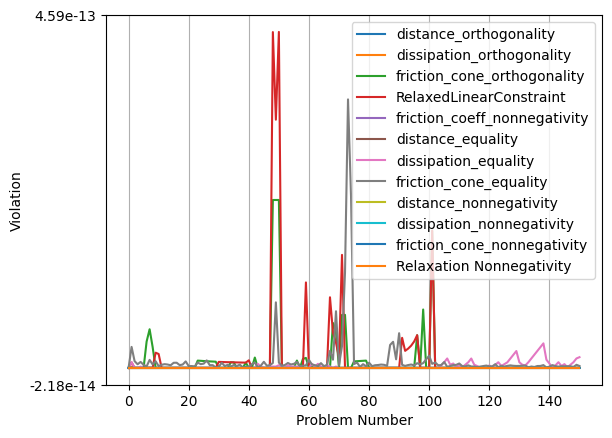 4.59e-13
distance_orthogonality
dissipation_orthogonality
friction_cone_orthogonality
RelaxedLinearConstraint
friction_coeff_nonnegativity
distance_equality
dissipation_equality
friction_cone_equality
distance_nonnegativity
dissipation_nonnegativity
friction_cone_nonnegativity
Relaxation Nonnegativity
Violation
-2.18e-14
0 20 40 60 80 100 120 140
Problem Number